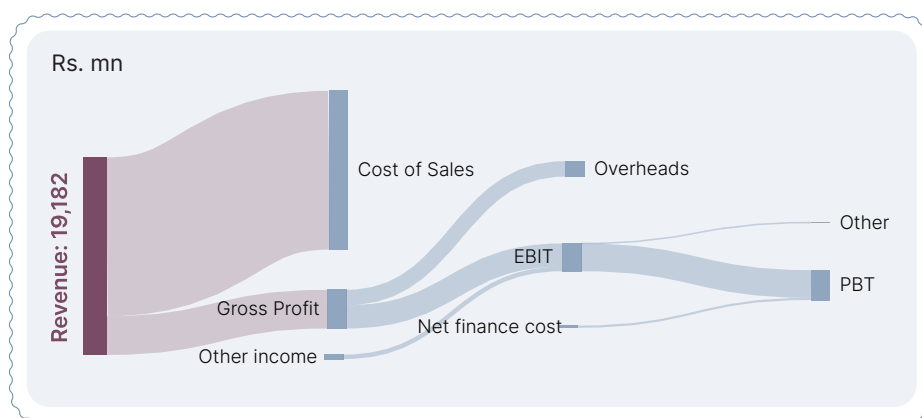 Rs. mn
Revenue: 19,182
Cost of Sales
Gross Profit
Other income
Overheads
EBIT
Net finance cost
Other
PBT